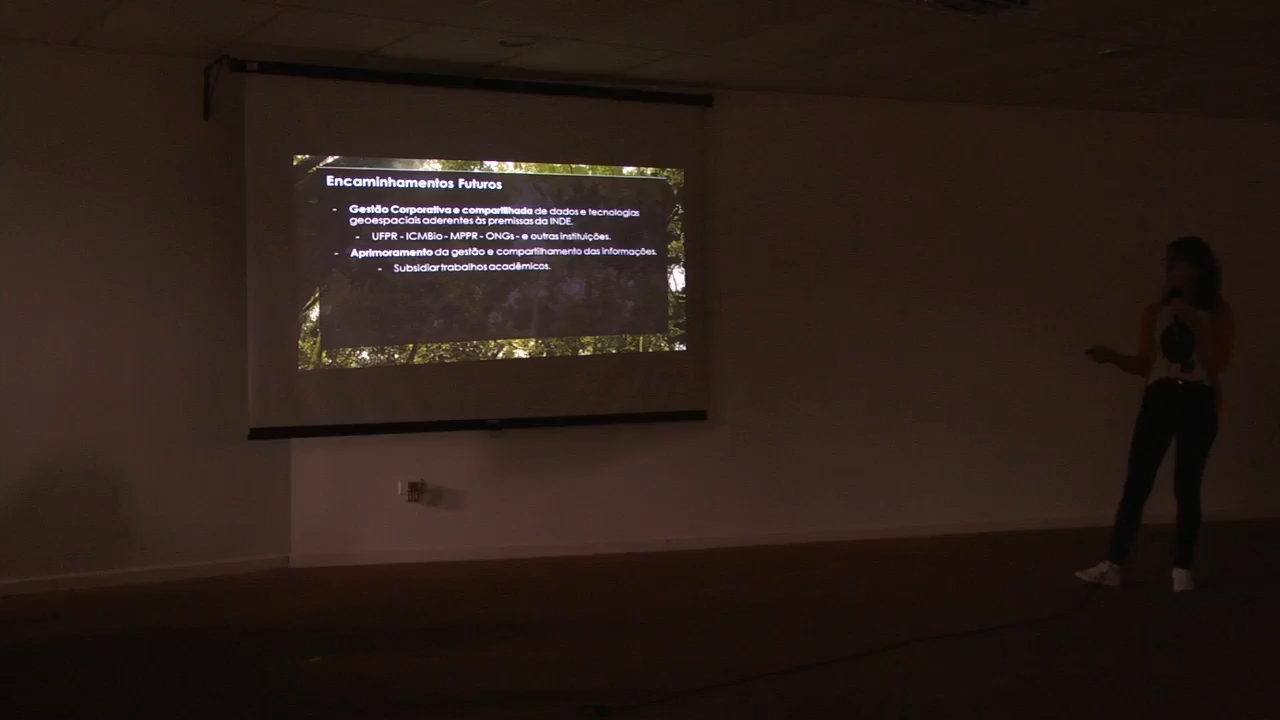 Encaminhamentos Futuros
- Gestão Corporativa e compartilhada de dados e tecnologias
geoespaciais aderentes às premissas da INDE.
- UFPR - ICMBio - MPPR - ONGs - e outras instituições.
- Aprimoramento da gestão e compartilhamento das informações.
- Subsidiar trabalhos acadêmicos.